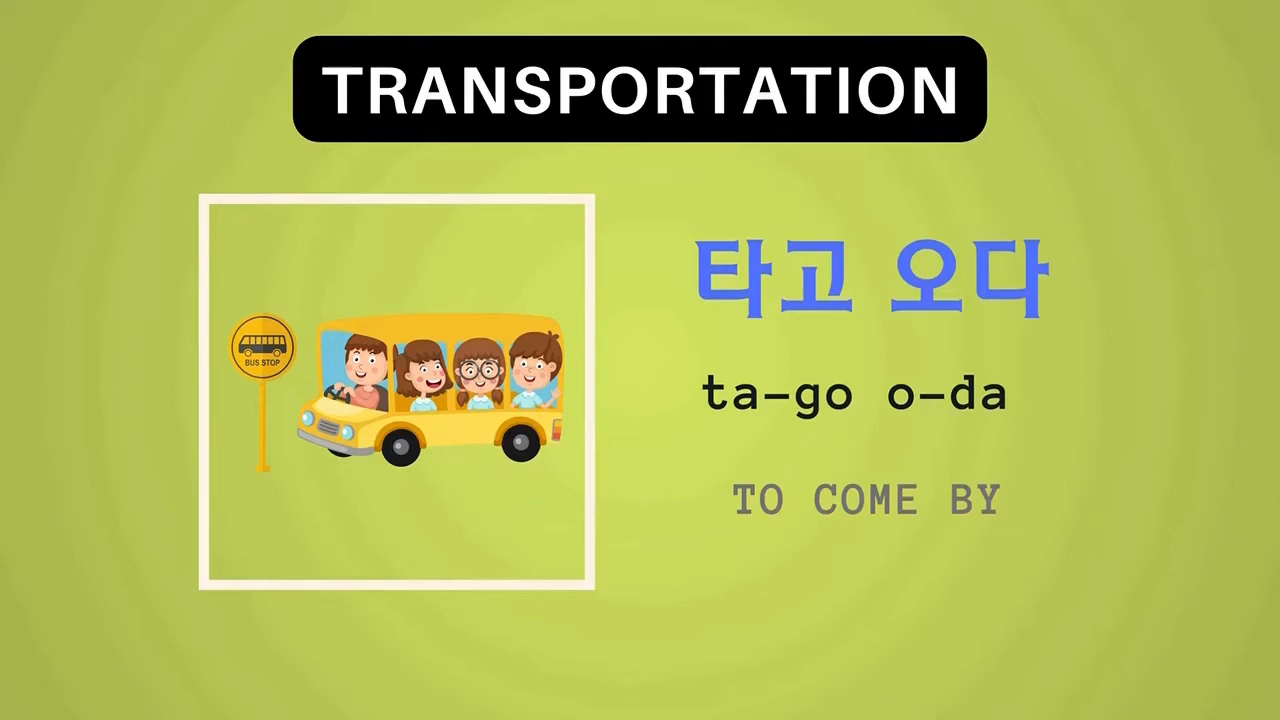 TRANSPORTATION
BUS STOP
타고 오다
ta-go o-da
TO COME BY